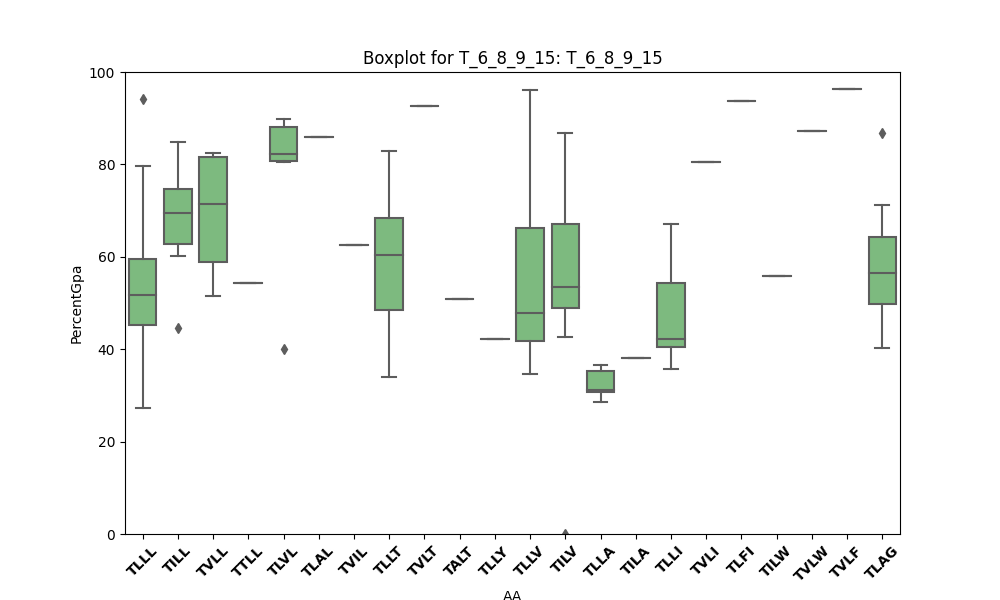 Boxplot for T_6_8_9_15: T_6_8_9_15
PercentGpa
100
80
60
40
20
0
TLLL
TILL
TVLL
TTLL
TLVL
TLAL
TVIL
TLLT
TVLT
TALT
TLLY
TLLV
TILV
TLLA
TILA
TLLI
TVLI
TLFI
TILW
TVLW
TVLF
TLAG
AA